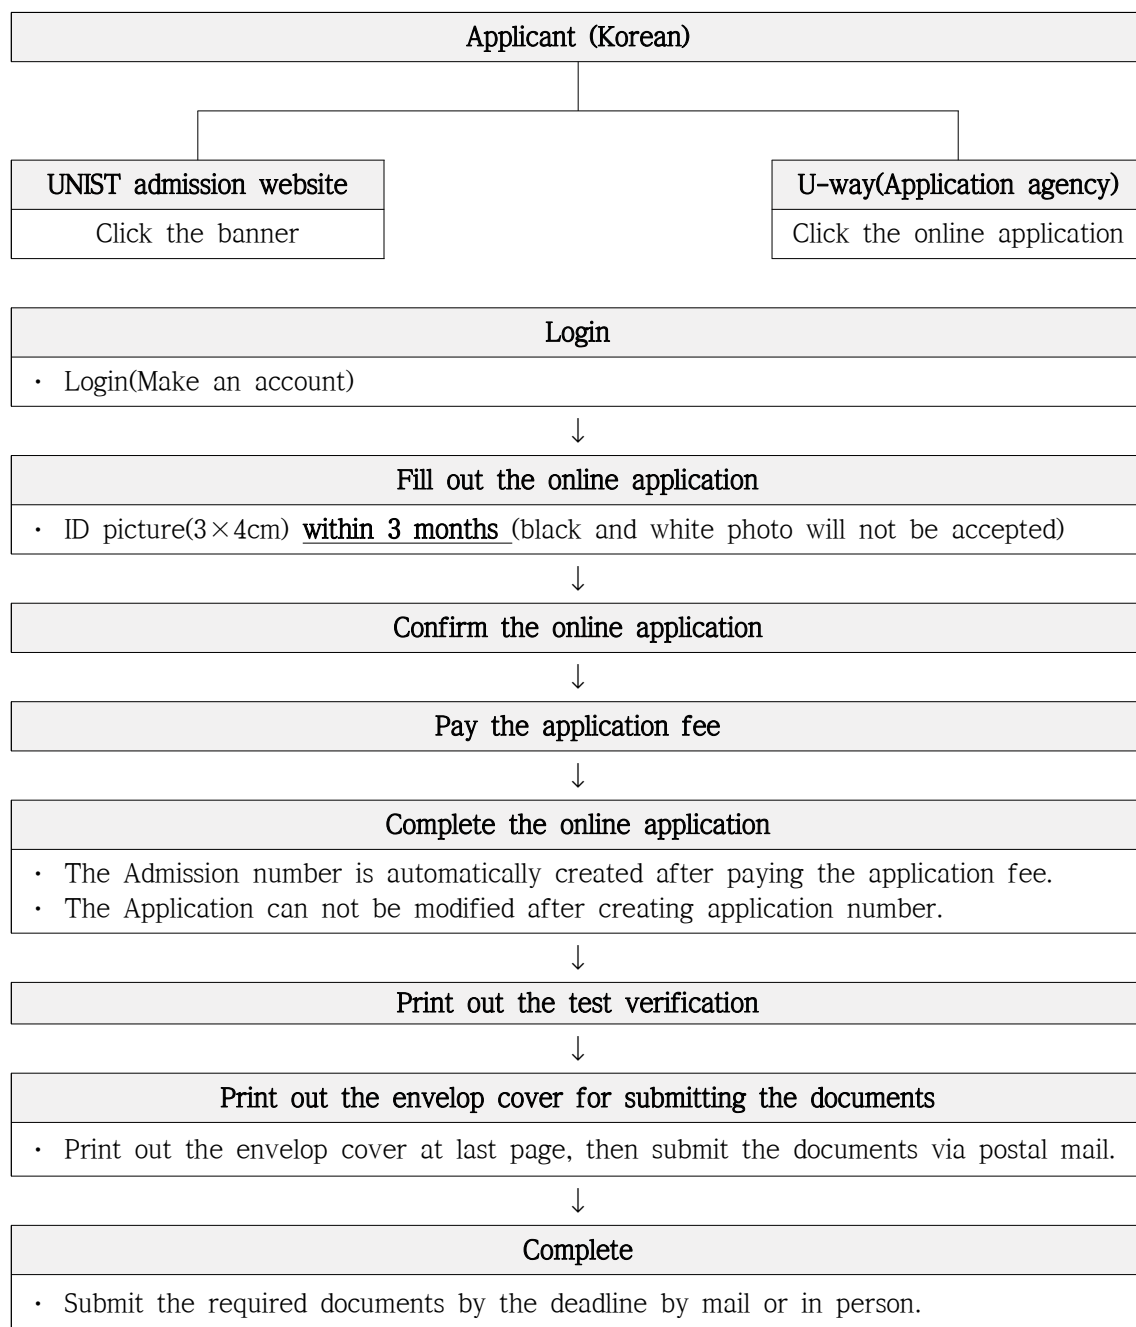 Applicant (Korean)
UNIST admission website
Click the banner
U-way(Application agency)
Click the online application
Login
· Login(Make an account)
↓
Fill out the online application
· ID picture(3×4cm) within 3 months (black and white photo will not be accepted)
↓
Confirm the online application
↓
Pay the application fee
↓
Complete the online application
· The Admission number is automatically created after paying the application fee.
· The Application can not be modified after creating application number.
↓
Print out the test verification
↓
Print out the envelop cover for submitting the documents
· Print out the envelop cover at last page, then submit the documents via postal mail.
↓
Complete
· Submit the required documents by the deadline by mail or in person.